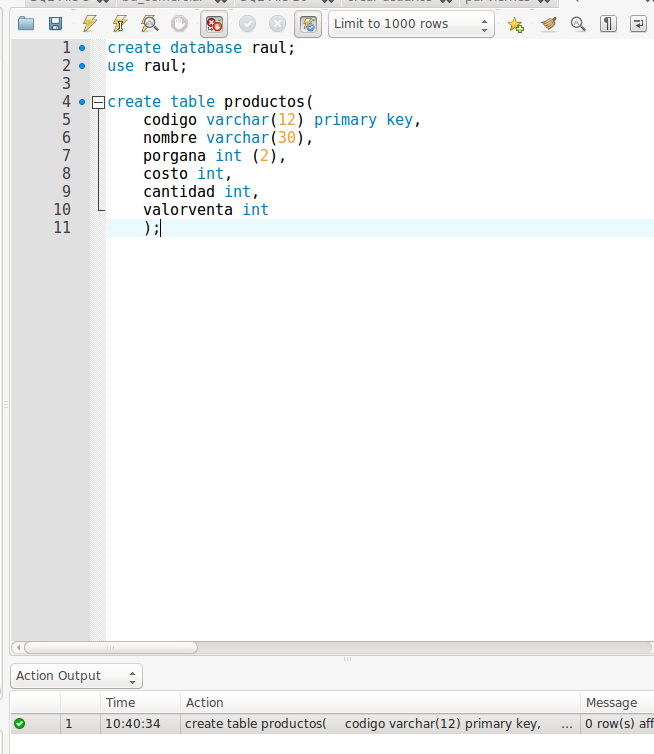 Limit to 1000 rows
1 create database raul;
2 use raul;
3
4 create table productos(
5 codigo varchar(12) primary key,
6 nombre varchar(30),
7 porgana int (2),
8 costo int,
9 cantidad int,
10 valorventa int
11 );
Action Output
Time Action Message
1 10:40:34 create table productos( codigo varchar(12) primary key, ... 0 row(s) aff